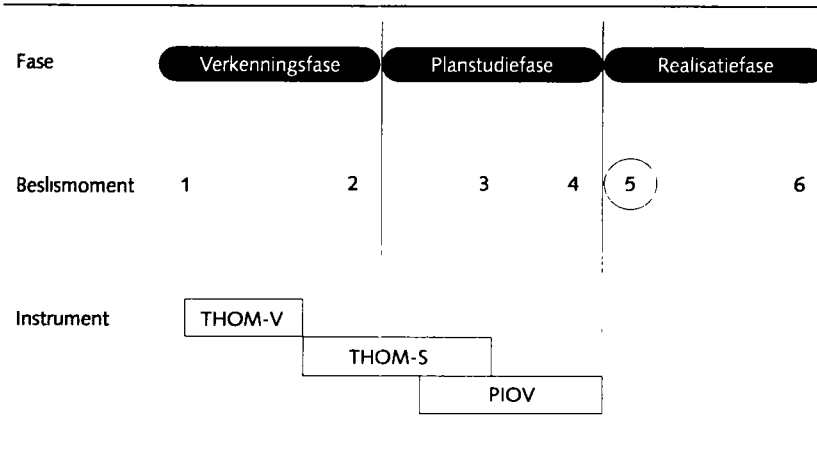 Fase Verkenningsfase Planstudiefase Realisatiefase
Beslismoment 1 2 3 4 5 6
Instrument THOM-V
THOM-S
PIOV